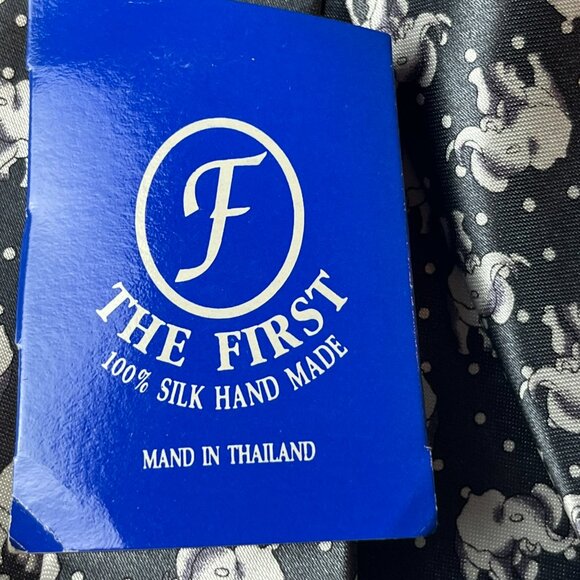 F
THE FIRST
100% SILK HAND MADE
MAND IN THAILAND